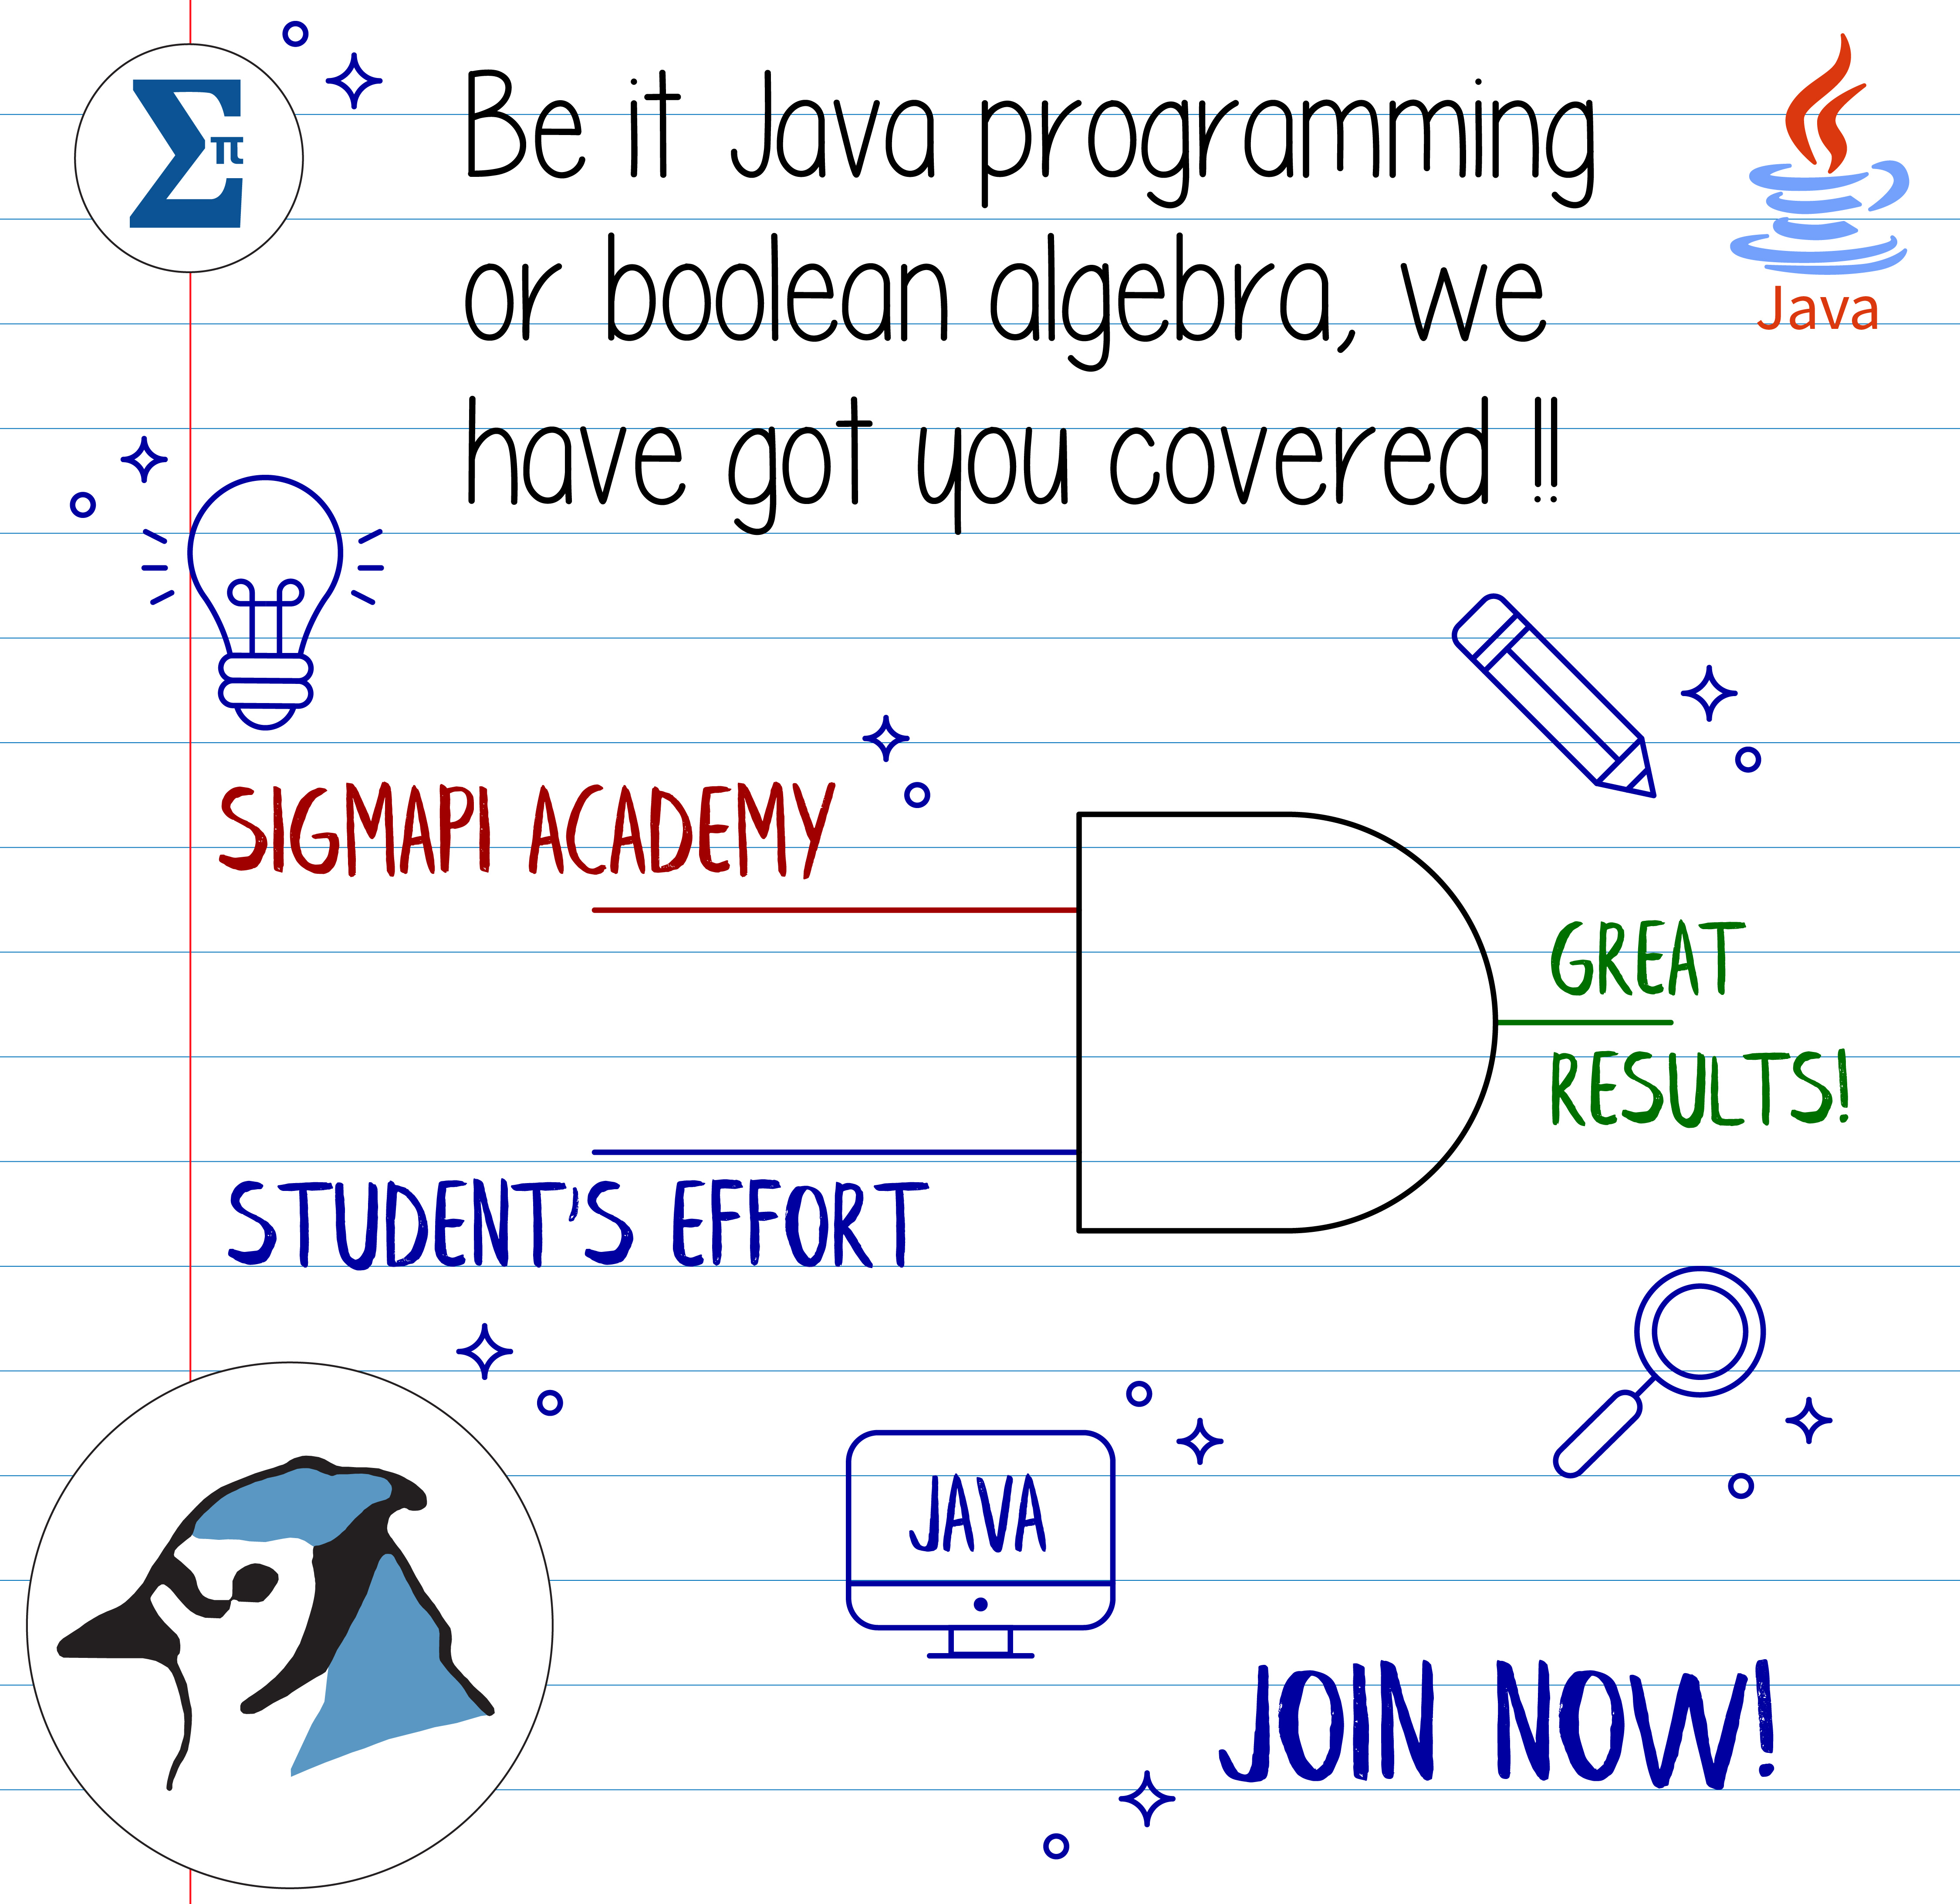 Σπ
Be it Java programming
or boolean algebra, we
have got you covered !!
Java
SIGMAPI ACADEMY
GREAT
RESULTS!
STUDENT'S EFFORT
JAVA
JOIN NOW!